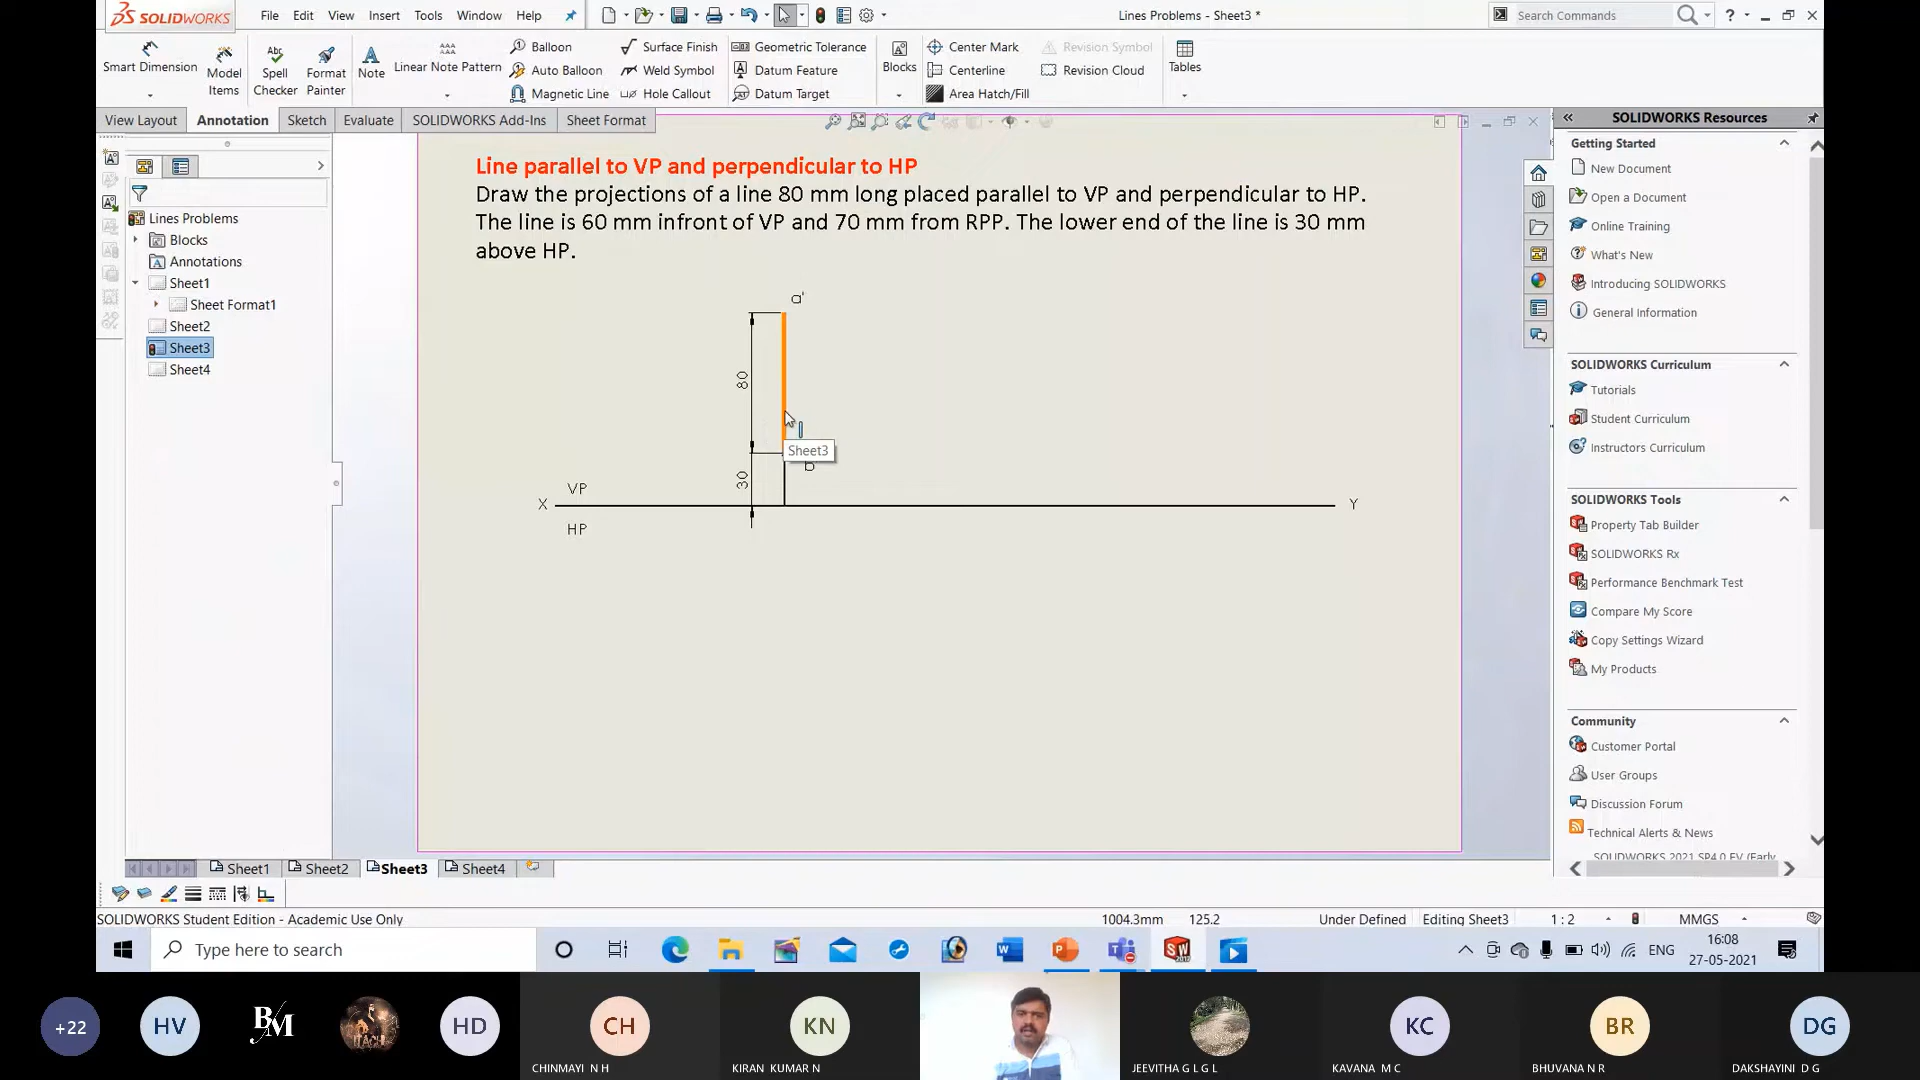 SOLIDWORKS
File Edit View Insert Tools Window Help
Lines Problems - Sheet3 *
Search Commands
Smart Dimension
Model Items
Spell Checker
Format Painter
Note
Linear Note Pattern
Balloon
Auto Balloon
Magnetic Line
Surface Finish
Weld Symbol
Hole Callout
Geometric Tolerance
Datum Feature
Datum Target
Blocks
Center Mark
Centerline
Area Hatch/Fill
Revision Symbol
Revision Cloud
Tables
View Layout Annotation Sketch Evaluate SOLIDWORKS Add-Ins Sheet Format
Lines Problems
Blocks
Annotations
Sheet1
Sheet Format1
Sheet2
Sheet3
Sheet4
Line parallel to VP and perpendicular to HP
Draw the projections of a line 80 mm long placed parallel to VP and perpendicular to HP.
The line is 60 mm infront of VP and 70 mm from RPP. The lower end of the line is 30 mm
above HP.
a'
80
Sheet3
30
VP
X
Y
HP
SOLIDWORKS Resources
Getting Started
New Document
Open a Document
Online Training
What's New
Introducing SOLIDWORKS
General Information
SOLIDWORKS Curriculum
Tutorials
Student Curriculum
Instructors Curriculum
SOLIDWORKS Tools
Property Tab Builder
SOLIDWORKS Rx
Performance Benchmark Test
Compare My Score
Copy Settings Wizard
My Products
Community
Customer Portal
User Groups
Discussion Forum
Technical Alerts & News
SOLIDWORKS 2021 SP4.0 EV (Early
Sheet1 Sheet2 Sheet3 Sheet4
SOLIDWORKS Student Edition - Academic Use Only
1004.3mm 125.2 Under Defined Editing Sheet3 1 : 2 MMGS
Type here to search
ENG
16:08
27-05-2021
+22
HV
BM
HD
CH
KN
KC
BR
DG
CHINMAYI N H
KIRAN KUMAR N
JEEVITHA G L G L
KAVANA M C
BHUVANA N R
DAKSHAYINI D G